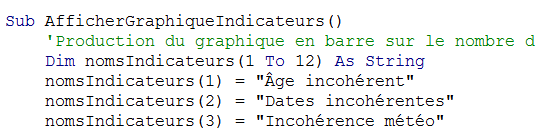 Sub AfficherGraphiqueIndicateurs()
'Production du graphique en barre sur le nombre d
Dim nomsIndicateurs(1 To 12) As String
nomsIndicateurs(1) = "Âge incohérent"
nomsIndicateurs(2) = "Dates incohérentes"
nomsIndicateurs(3) = "Incohérence météo"